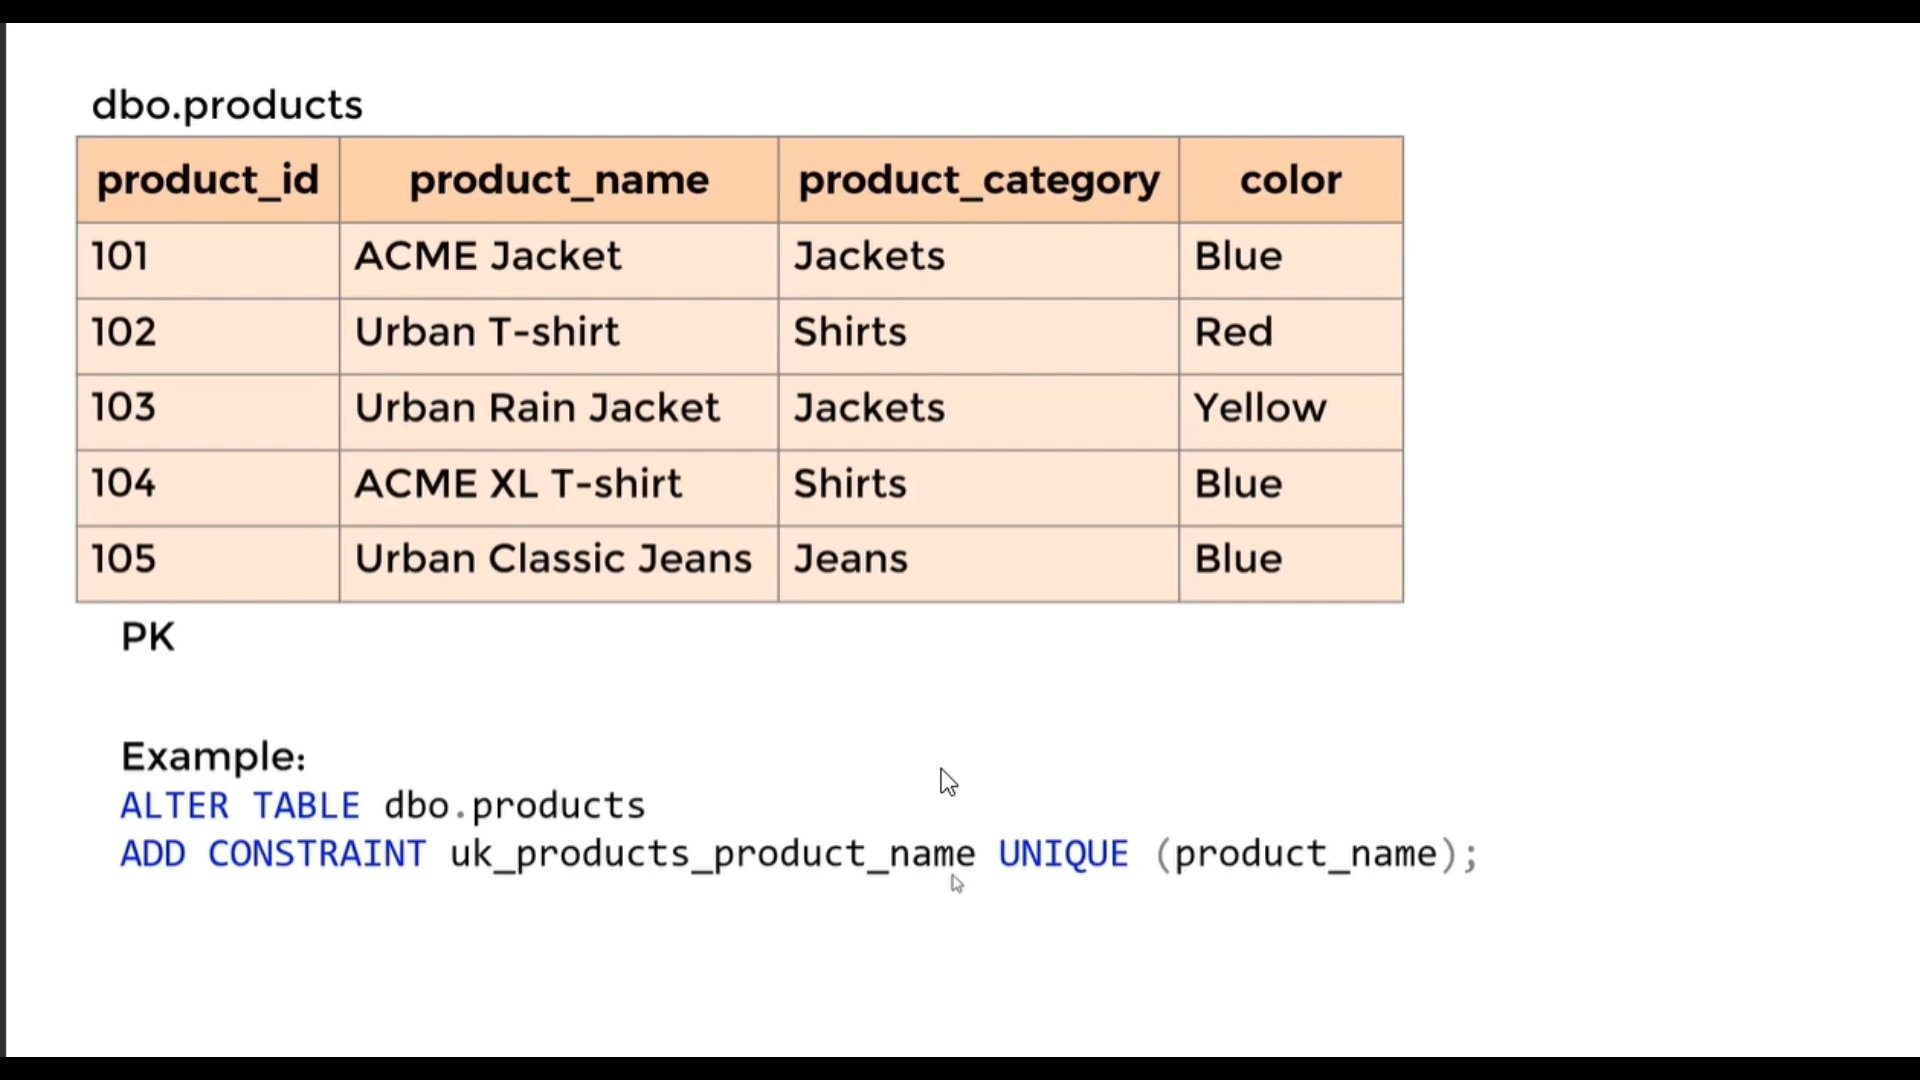 dbo.products
product_id product_name product_category color
101 ACME Jacket Jackets Blue
102 Urban T-shirt Shirts Red
103 Urban Rain Jacket Jackets Yellow
104 ACME XL T-shirt Shirts Blue
105 Urban Classic Jeans Jeans Blue
PK
Example:
ALTER TABLE dbo.products
ADD CONSTRAINT uk_products_product_name UNIQUE (product_name);